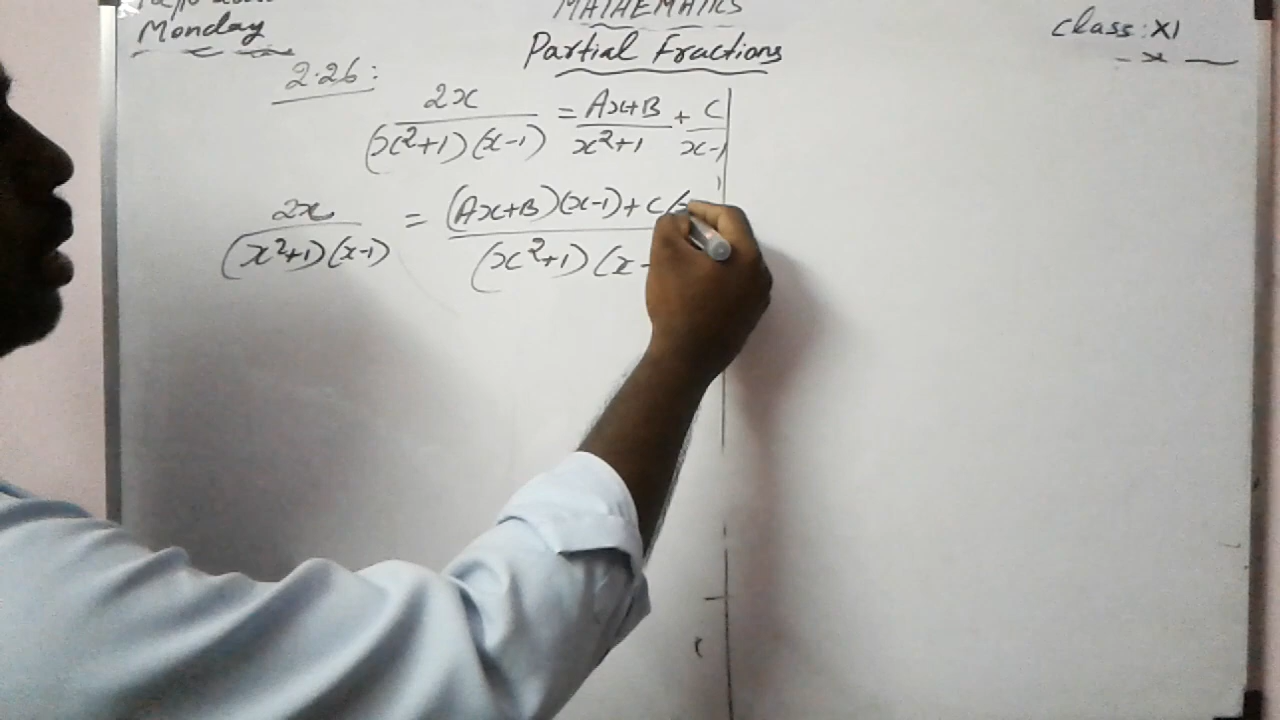 MATHEMATICS
Monday
Partial Fractions
Class: XI
x
2.26:
2x/((x²+1)(x-1)) = (Ax+B)/(x²+1) + C/(x-1)
2x/((x²+1)(x-1)) = ((Ax+B)(x-1)+C(/((x²+1)(x-